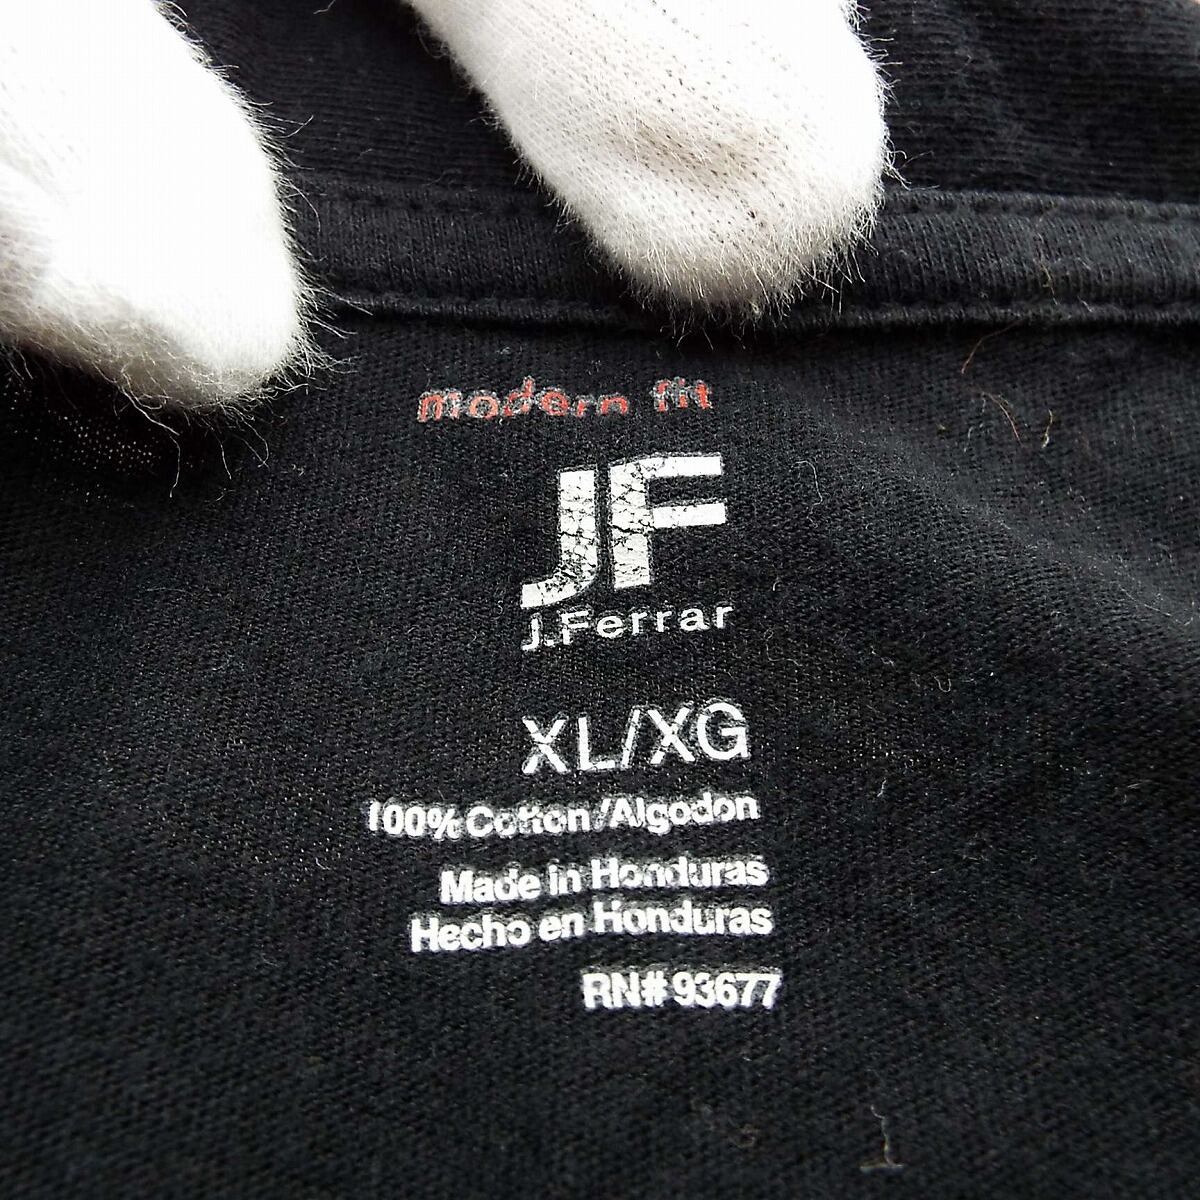 modern fit
JF
J.Ferrar
XL/XG
100% Cotton/Algodon
Made in Honduras
Hecho en Honduras
RN# 93677